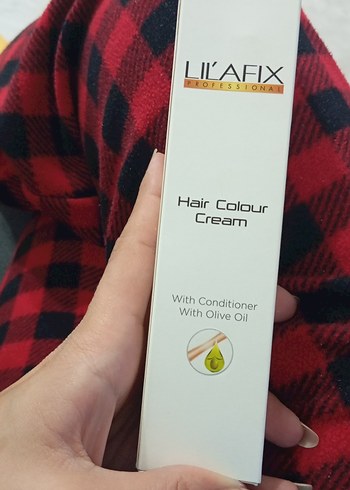 LIL'AFIX
PROFESSIONAL
Hair Colour
Cream
With Conditioner
With Olive Oil